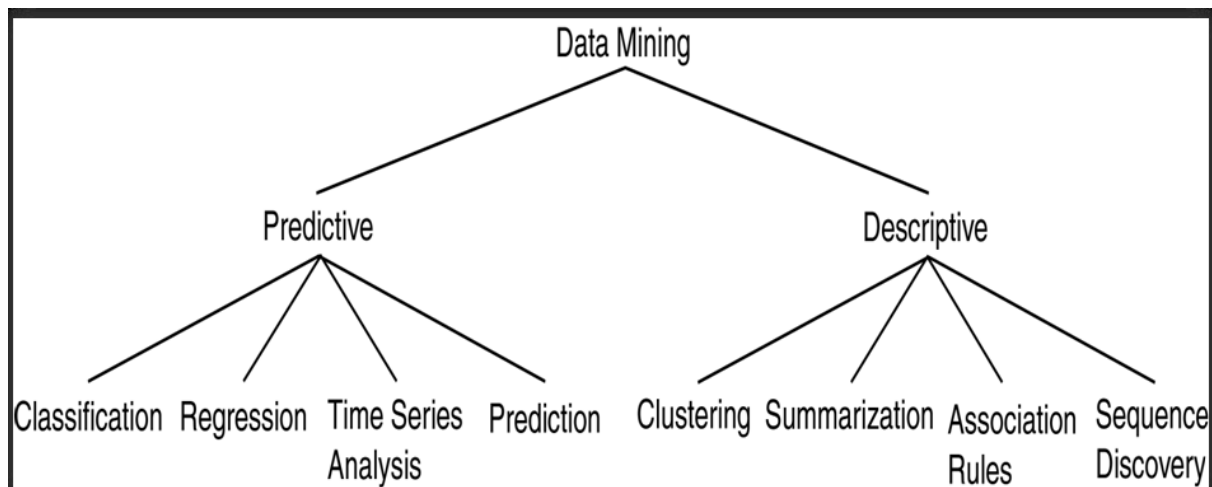 Data Mining
Predictive
Descriptive
Classification
Regression
Time Series
Analysis
Prediction
Clustering
Summarization
Association
Rules
Sequence
Discovery